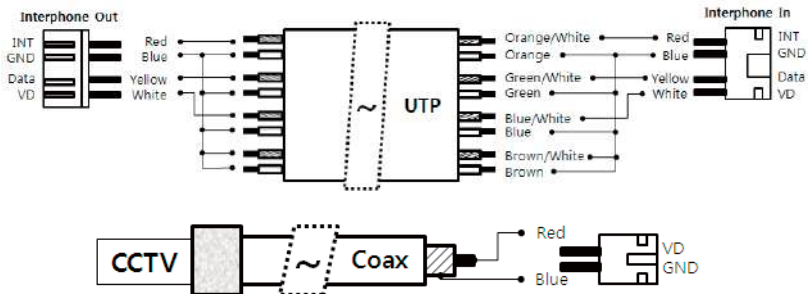 Interphone Out
INT
GND
Data
VD
Red
Blue
Yellow
White
~
UTP
Orange/White
Orange
Green/White
Green
Blue/White
Blue
Brown/White
Brown
Interphone In
Red
Blue
Yellow
White
INT
GND
Data
VD
CCTV
~
Coax
Red
Blue
VD
GND